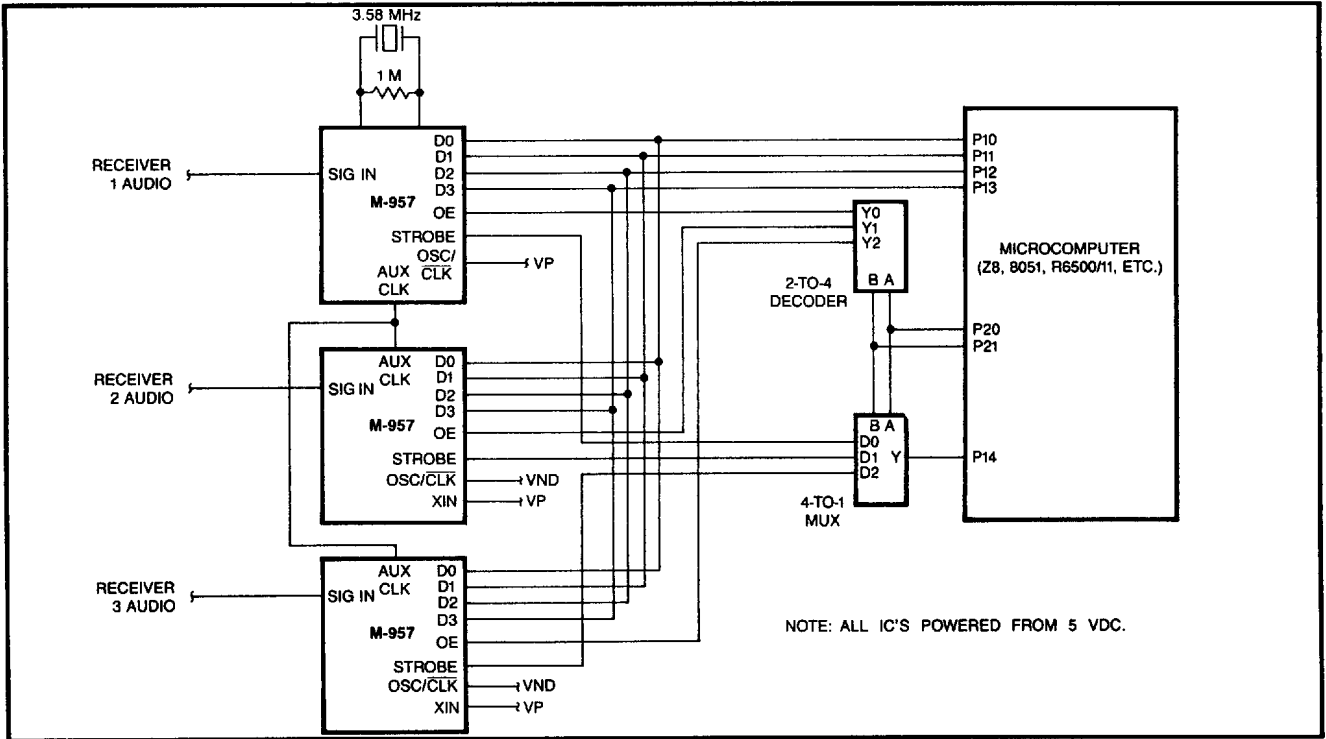 3.58 MHz
1 M
RECEIVER
1 AUDIO
SIG IN
M-957
D0
D1
D2
D3
OE
STROBE
OSC/
CLK
AUX
CLK
VP
RECEIVER
2 AUDIO
SIG IN
AUX
CLK
M-957
D0
D1
D2
D3
OE
STROBE
OSC/CLK
XIN
VND
VP
RECEIVER
3 AUDIO
SIG IN
AUX
CLK
M-957
D0
D1
D2
D3
OE
STROBE
OSC/CLK
XIN
VND
VP
Y0
Y1
Y2
B A
2-TO-4
DECODER
B A
D0
D1 Y
D2
4-TO-1
MUX
P10
P11
P12
P13
MICROCOMPUTER
(Z8, 8051, R6500/11, ETC.)
P20
P21
P14
NOTE: ALL IC'S POWERED FROM 5 VDC.